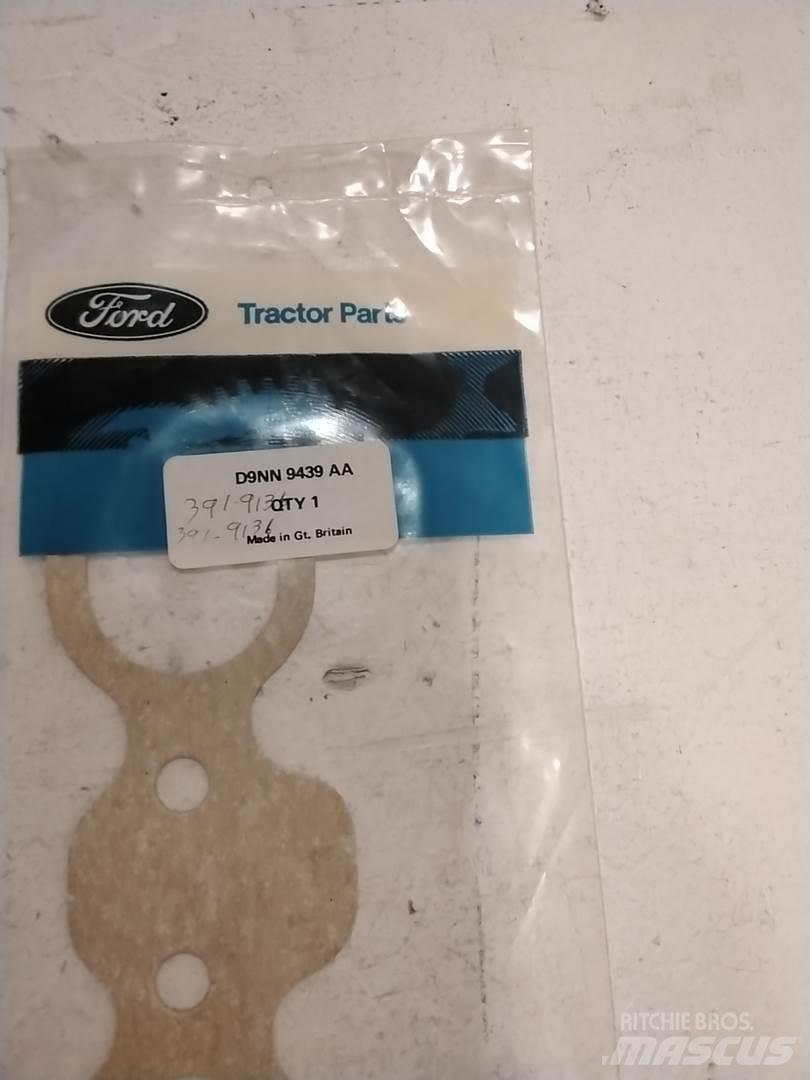 Ford
Tractor Parts
D9NN 9439 AA
391-9136
QTY 1
391-9136
Made in Gt. Britain
RITCHIE BROS.
MASCUS